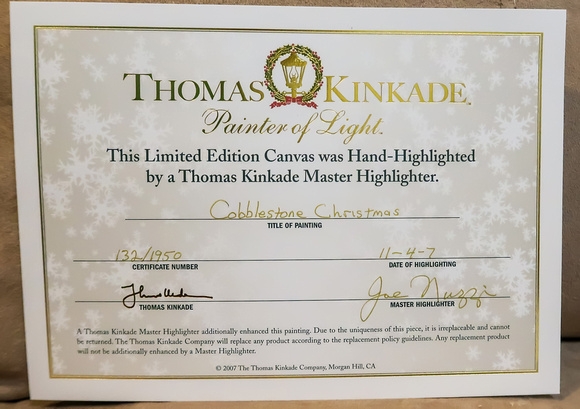 THOMAS KINKADE
Painter of Light™
This Limited Edition Canvas was Hand-Highlighted
by a Thomas Kinkade Master Highlighter.
Cobblestone Christmas
TITLE OF PAINTING
132/1950 11-4-7
CERTIFICATE NUMBER DATE OF HIGHLIGHTING
Joe Nuzzi
THOMAS KINKADE MASTER HIGHLIGHTER
A Thomas Kinkade Master Highlighter additionally enhanced this painting. Due to the uniqueness of this piece, it is irreplaceable and cannot
be returned. The Thomas Kinkade Company will replace any product according to the replacement policy guidelines. Any replacement product
will not be additionally enhanced by a Master Highlighter.
© 2007 The Thomas Kinkade Company, Morgan Hill, CA